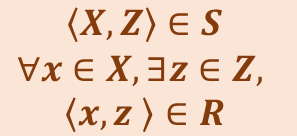 ⟨X, Z⟩ ∈ S
∀x ∈ X, ∃z ∈ Z,
⟨x, z ⟩ ∈ R